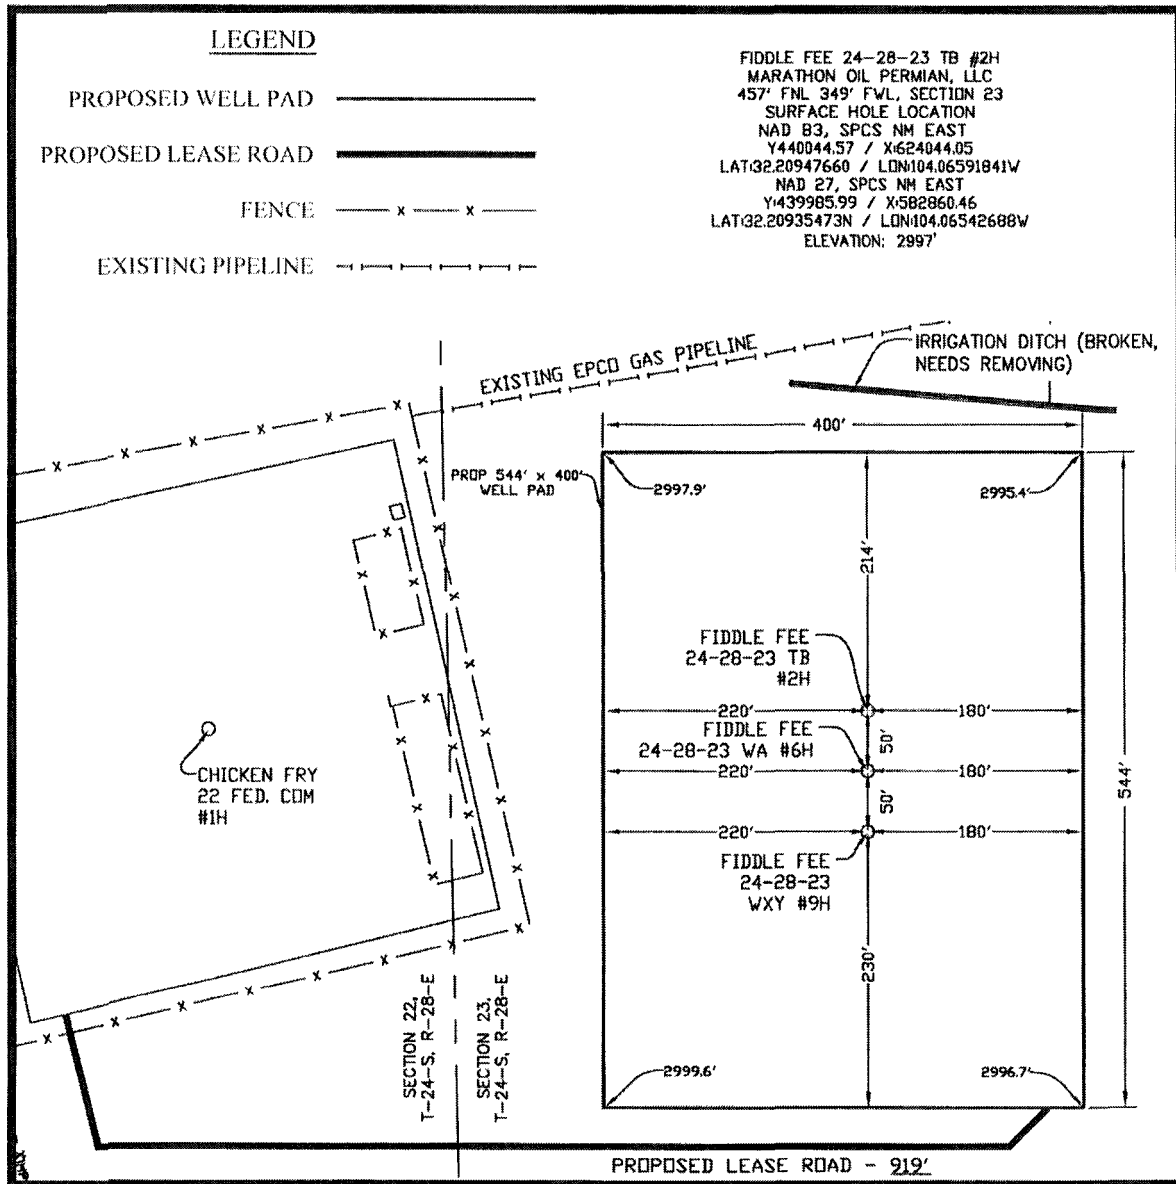 LEGEND
PROPOSED WELL PAD
PROPOSED LEASE ROAD
FENCE
EXISTING PIPELINE
FIDDLE FEE 24-28-23 TB #2H
MARATHON OIL PERMIAN, LLC
457' FNL 349' FWL, SECTION 23
SURFACE HOLE LOCATION
NAD 83, SPCS NM EAST
Y:440044.57 / X:624044.05
LAT:32.20947660 / LON:104.06591841W
NAD 27, SPCS NM EAST
Y:439985.99 / X:582860.46
LAT:32.20935473N / LON:104.06542688W
ELEVATION: 2997'
IRRIGATION DITCH (BROKEN,
NEEDS REMOVING)
EXISTING EPCO GAS PIPELINE
400'
PROP 544' x 400'
WELL PAD
2997.9'
2995.4'
214'
FIDDLE FEE
24-28-23 TB
#2H
220'
180'
50'
FIDDLE FEE
24-28-23 WA #6H
220'
180'
50'
544'
220'
180'
FIDDLE FEE
24-28-23
WXY #9H
CHICKEN FRY
22 FED. COM
#1H
230'
SECTION 22,
T-24-S, R-28-E
SECTION 23,
T-24-S, R-28-E
2999.6'
2996.7'
PROPOSED LEASE ROAD - 919'